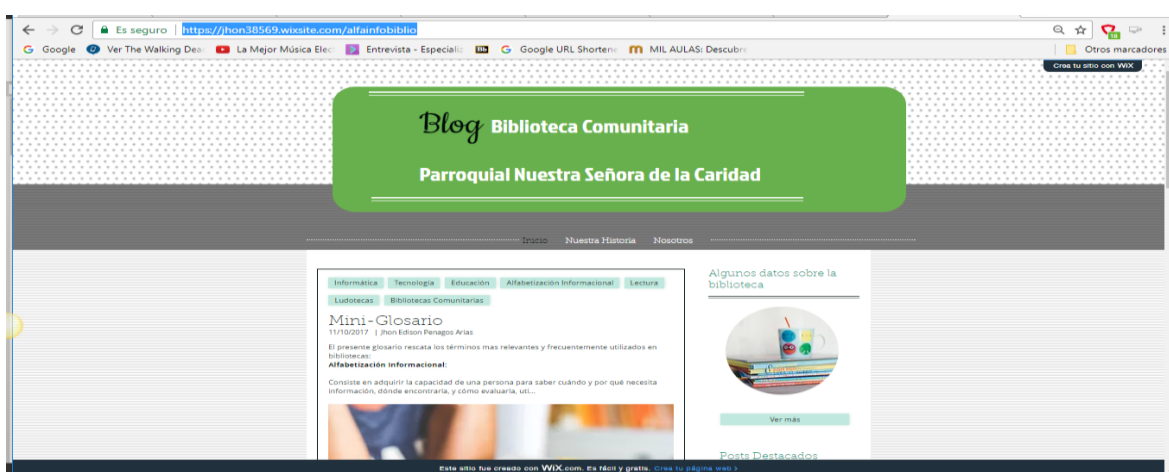 Es seguro | https://jhon38569.wixsite.com/alfainfobiblio
Google Ver The Walking Dea La Mejor Música Elec Entrevista - Especializ Google URL Shortene MIL AULAS: Descubre Otros marcadores
Crea tu sitio con WiX
Blog Biblioteca Comunitaria
Parroquial Nuestra Señora de la Caridad
Inicio Nuestra Historia Nosotros
Informática Tecnología Educación Alfabetización Informacional Lectura
Ludotecas Bibliotecas Comunitarias
Mini-Glosario
11/10/2017 | Jhon Edison Penagos Arias
El presente glosario rescata los términos mas relevantes y frecuentemente utilizados en
bibliotecas:
Alfabetización informacional:
Consiste en adquirir la capacidad de una persona para saber cuándo y por qué necesita
información, dónde encontrarla, y cómo evaluarla, uti...
Algunos datos sobre la
biblioteca
Ver más
Posts Destacados
Este sitio fue creado con WiX.com. Es fácil y gratis. Crea tu página web >